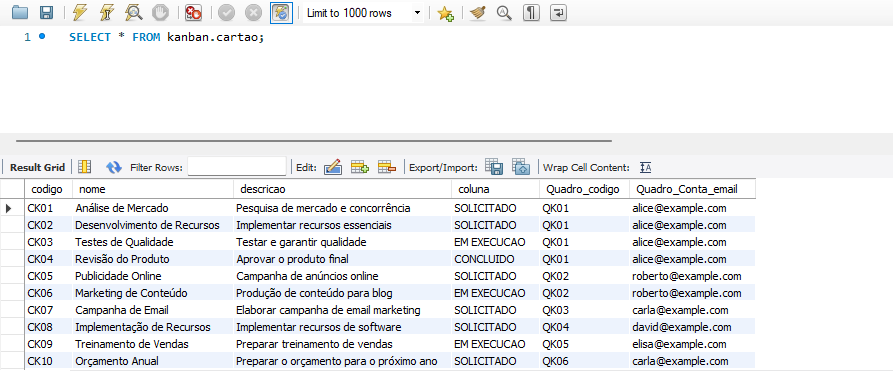 Limit to 1000 rows
1 SELECT * FROM kanban.cartao;
Result Grid Filter Rows: Edit: Export/Import: Wrap Cell Content: IA
codigo nome descricao coluna Quadro_codigo Quadro_Conta_email
CK01 Análise de Mercado Pesquisa de mercado e concorrência SOLICITADO QK01 alice@example.com
CK02 Desenvolvimento de Recursos Implementar recursos essenciais SOLICITADO QK01 alice@example.com
CK03 Testes de Qualidade Testar e garantir qualidade EM EXECUCAO QK01 alice@example.com
CK04 Revisão do Produto Aprovar o produto final CONCLUIDO QK01 alice@example.com
CK05 Publicidade Online Campanha de anúncios online SOLICITADO QK02 roberto@example.com
CK06 Marketing de Conteúdo Produção de conteúdo para blog EM EXECUCAO QK02 roberto@example.com
CK07 Campanha de Email Elaborar campanha de email marketing SOLICITADO QK03 carla@example.com
CK08 Implementação de Recursos Implementar recursos de software SOLICITADO QK04 david@example.com
CK09 Treinamento de Vendas Preparar treinamento de vendas EM EXECUCAO QK05 elisa@example.com
CK10 Orçamento Anual Preparar o orçamento para o próximo ano SOLICITADO QK06 carla@example.com